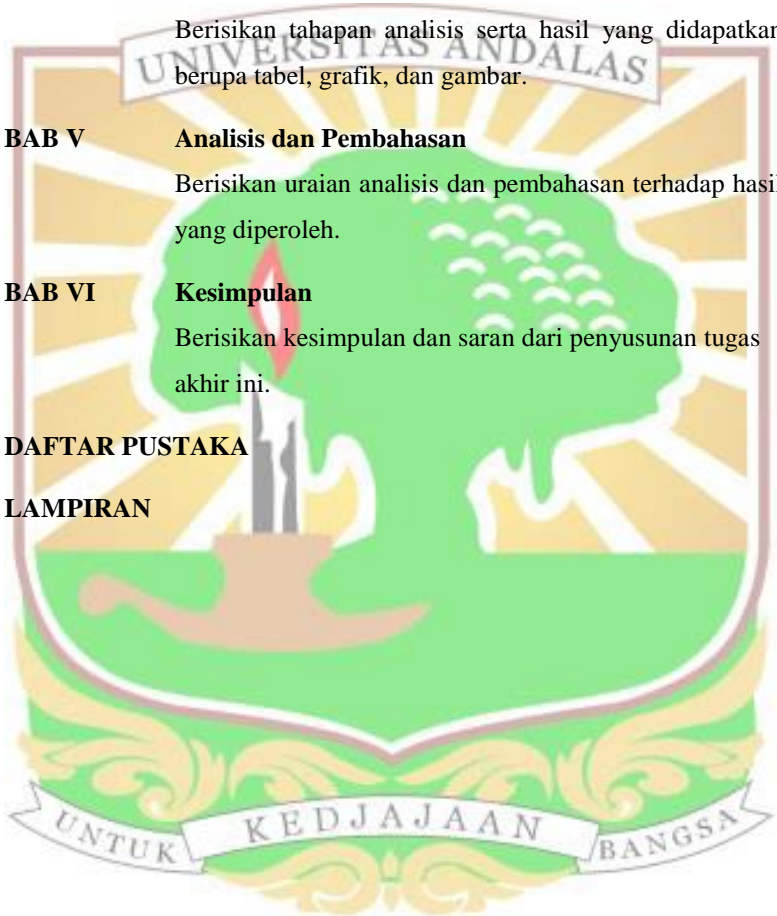 Berisikan tahapan analisis serta hasil yang didapatkan
UNIVERSITAS ANDALAS
berupa tabel, grafik, dan gambar.
BAB V Analisis dan Pembahasan
Berisikan uraian analisis dan pembahasan terhadap hasil
yang diperoleh.
BAB VI Kesimpulan
Berisikan kesimpulan dan saran dari penyusunan tugas
akhir ini.
DAFTAR PUSTAKA
LAMPIRAN
UNTUK KEDJAJAAN BANGSA